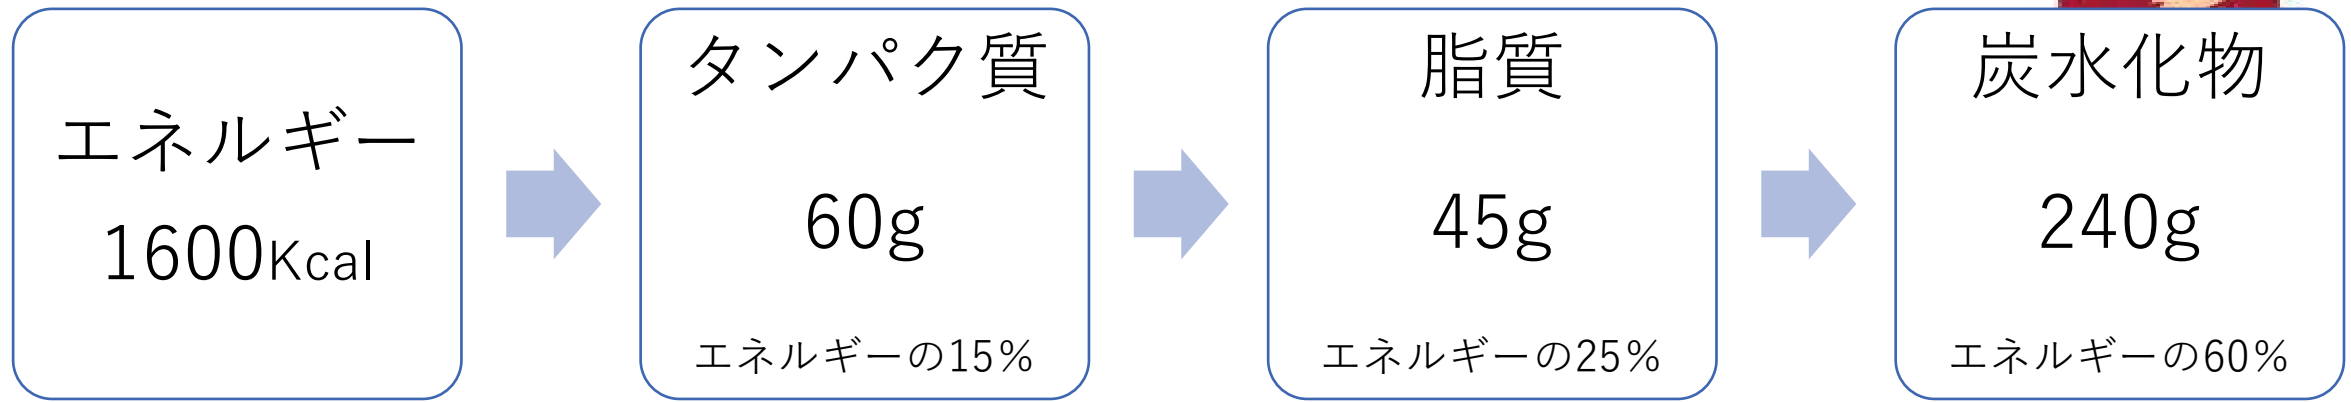 エネルギー
1600Kcal
タンパク質
60g
エネルギーの15%
脂質
45g
エネルギーの25%
炭水化物
240g
エネルギーの60%